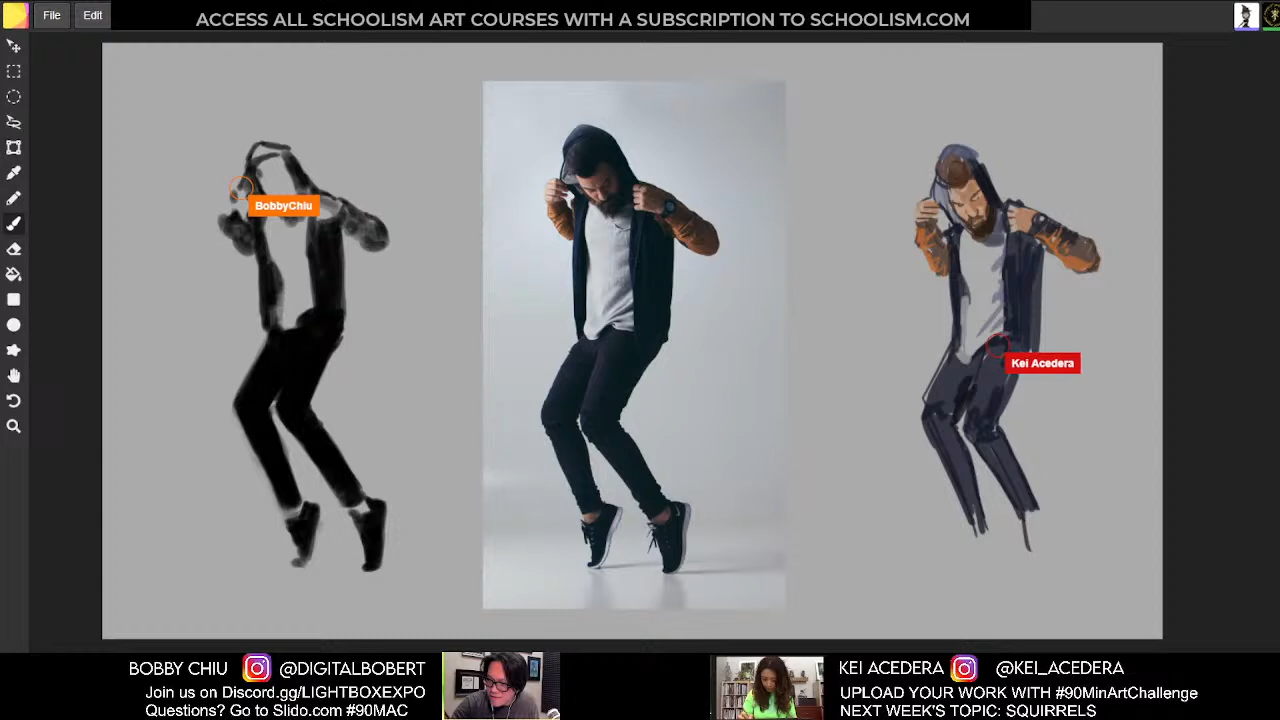 ACCESS ALL SCHOOLISM ART COURSES WITH A SUBSCRIPTION TO SCHOOLISM.COM
File
Edit
BobbyChiu
Kei Acedera
BOBBY CHIU
@DIGITALBOBERT
Join us on Discord.gg/LIGHTBOXEXPO
Questions? Go to Slido.com #90MAC
KEI ACEDERA
@KEI_ACEDERA
UPLOAD YOUR WORK WITH #90MinArtChallenge
NEXT WEEK'S TOPIC: SQUIRRELS